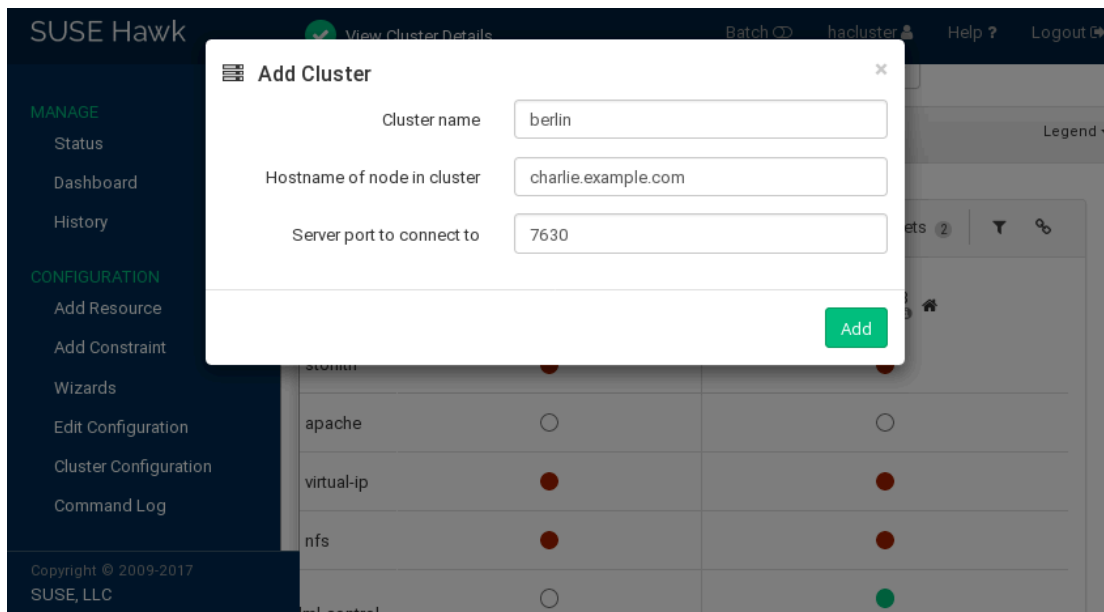 SUSE Hawk
View Cluster Details
Batch
hacluster
Help ?
Logout
Add Cluster
×
Cluster name
berlin
Hostname of node in cluster
charlie.example.com
Server port to connect to
7630
Add
MANAGE
Status
Dashboard
History
CONFIGURATION
Add Resource
Add Constraint
Wizards
Edit Configuration
Cluster Configuration
Command Log
Copyright © 2009-2017
SUSE, LLC
Legend
2
stonith
apache
virtual-ip
nfs